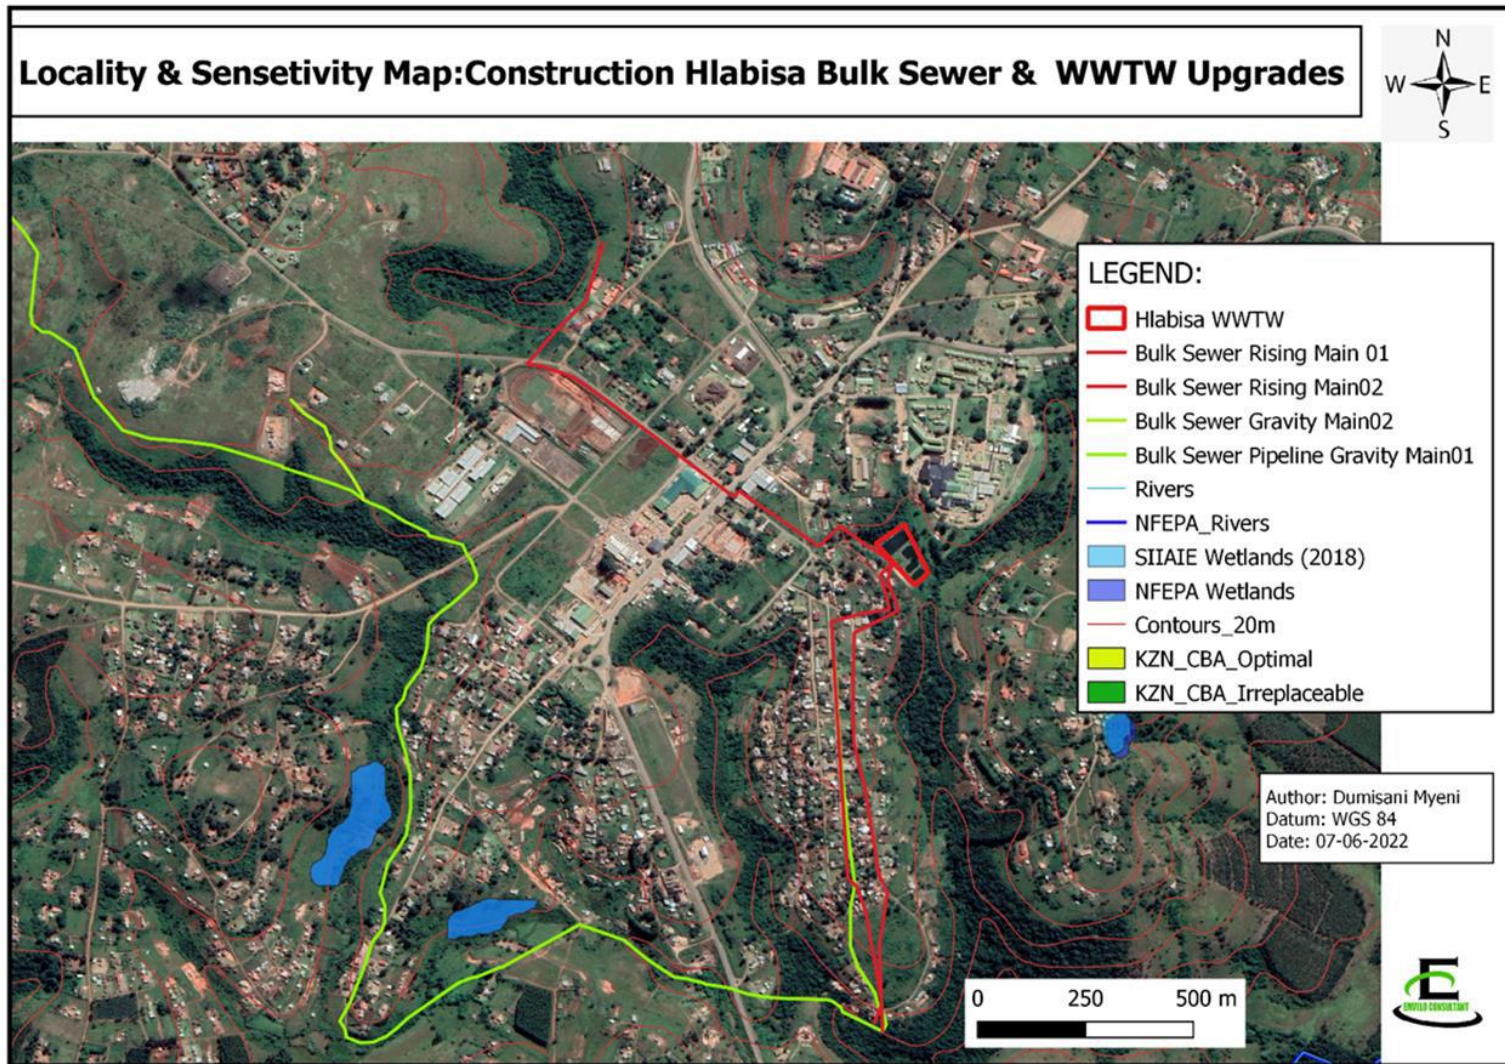 Locality & Sensetivity Map:Construction Hlabisa Bulk Sewer & WWTW Upgrades
N
W E
S
LEGEND:
Hlabisa WWTW
Bulk Sewer Rising Main 01
Bulk Sewer Rising Main02
Bulk Sewer Gravity Main02
Bulk Sewer Pipeline Gravity Main01
Rivers
NFEPA_Rivers
SIIAIE Wetlands (2018)
NFEPA Wetlands
Contours_20m
KZN_CBA_Optimal
KZN_CBA_Irreplaceable
Author: Dumisani Myeni
Datum: WGS 84
Date: 07-06-2022
0 250 500 m
E
ENVELO CONSULTANT